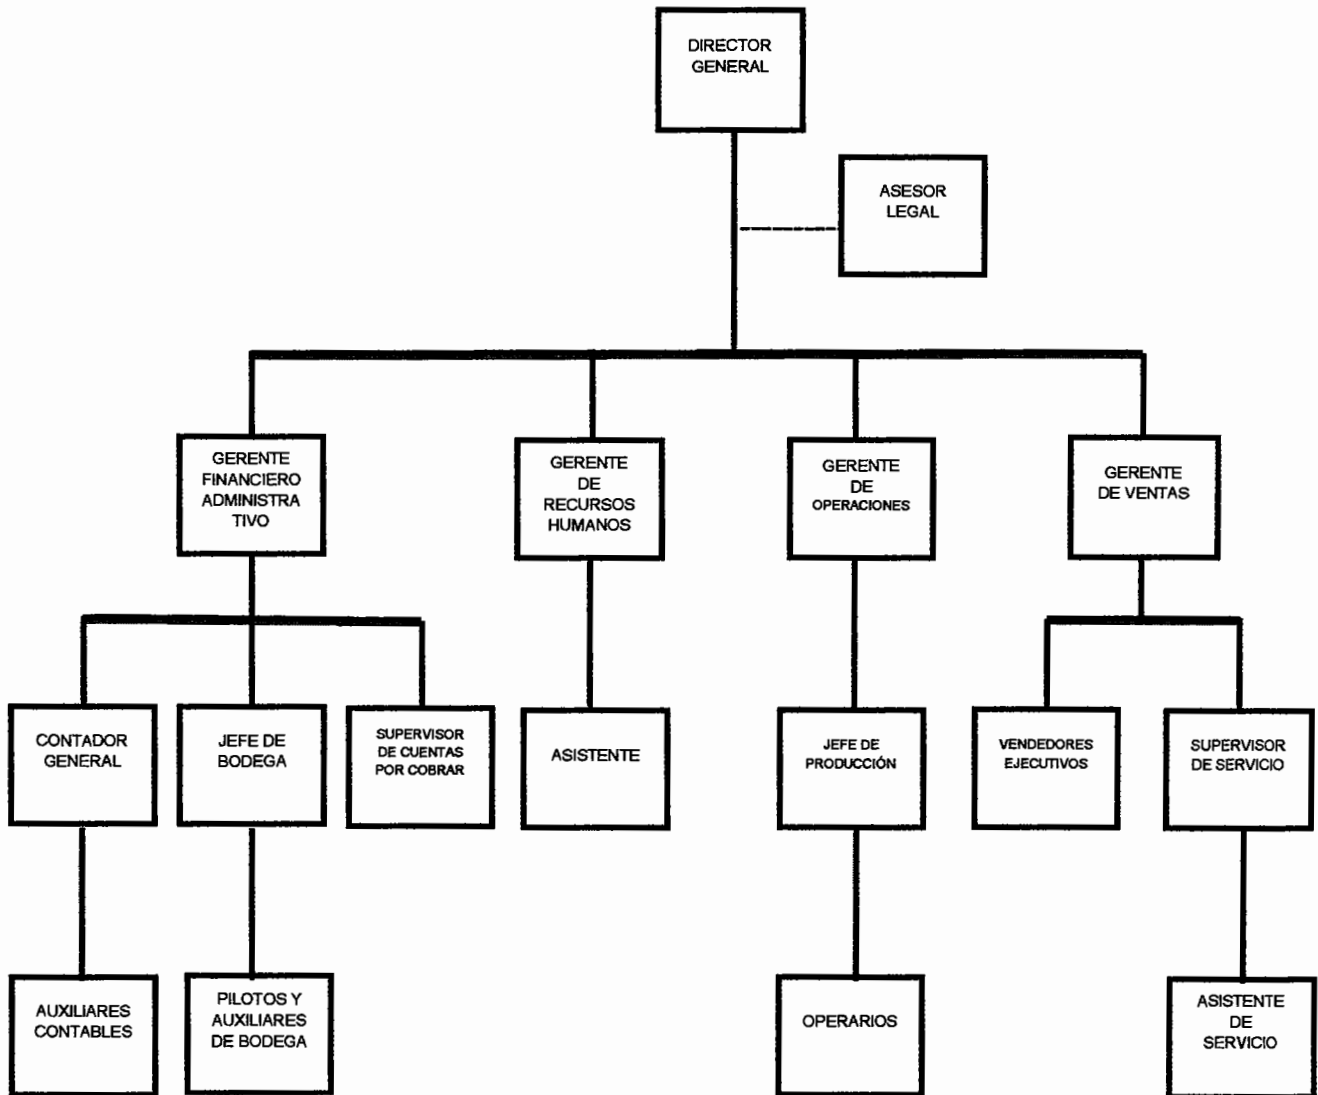 DIRECTOR
GENERAL
ASESOR
LEGAL
GERENTE
FINANCIERO
ADMINISTRA
TIVO
GERENTE
DE
RECURSOS
HUMANOS
GERENTE
DE
OPERACIONES
GERENTE
DE VENTAS
CONTADOR
GENERAL
JEFE DE
BODEGA
SUPERVISOR
DE CUENTAS
POR COBRAR
ASISTENTE
JEFE DE
PRODUCCIÓN
VENDEDORES
EJECUTIVOS
SUPERVISOR
DE SERVICIO
AUXILIARES
CONTABLES
PILOTOS Y
AUXILIARES
DE BODEGA
OPERARIOS
ASISTENTE
DE
SERVICIO